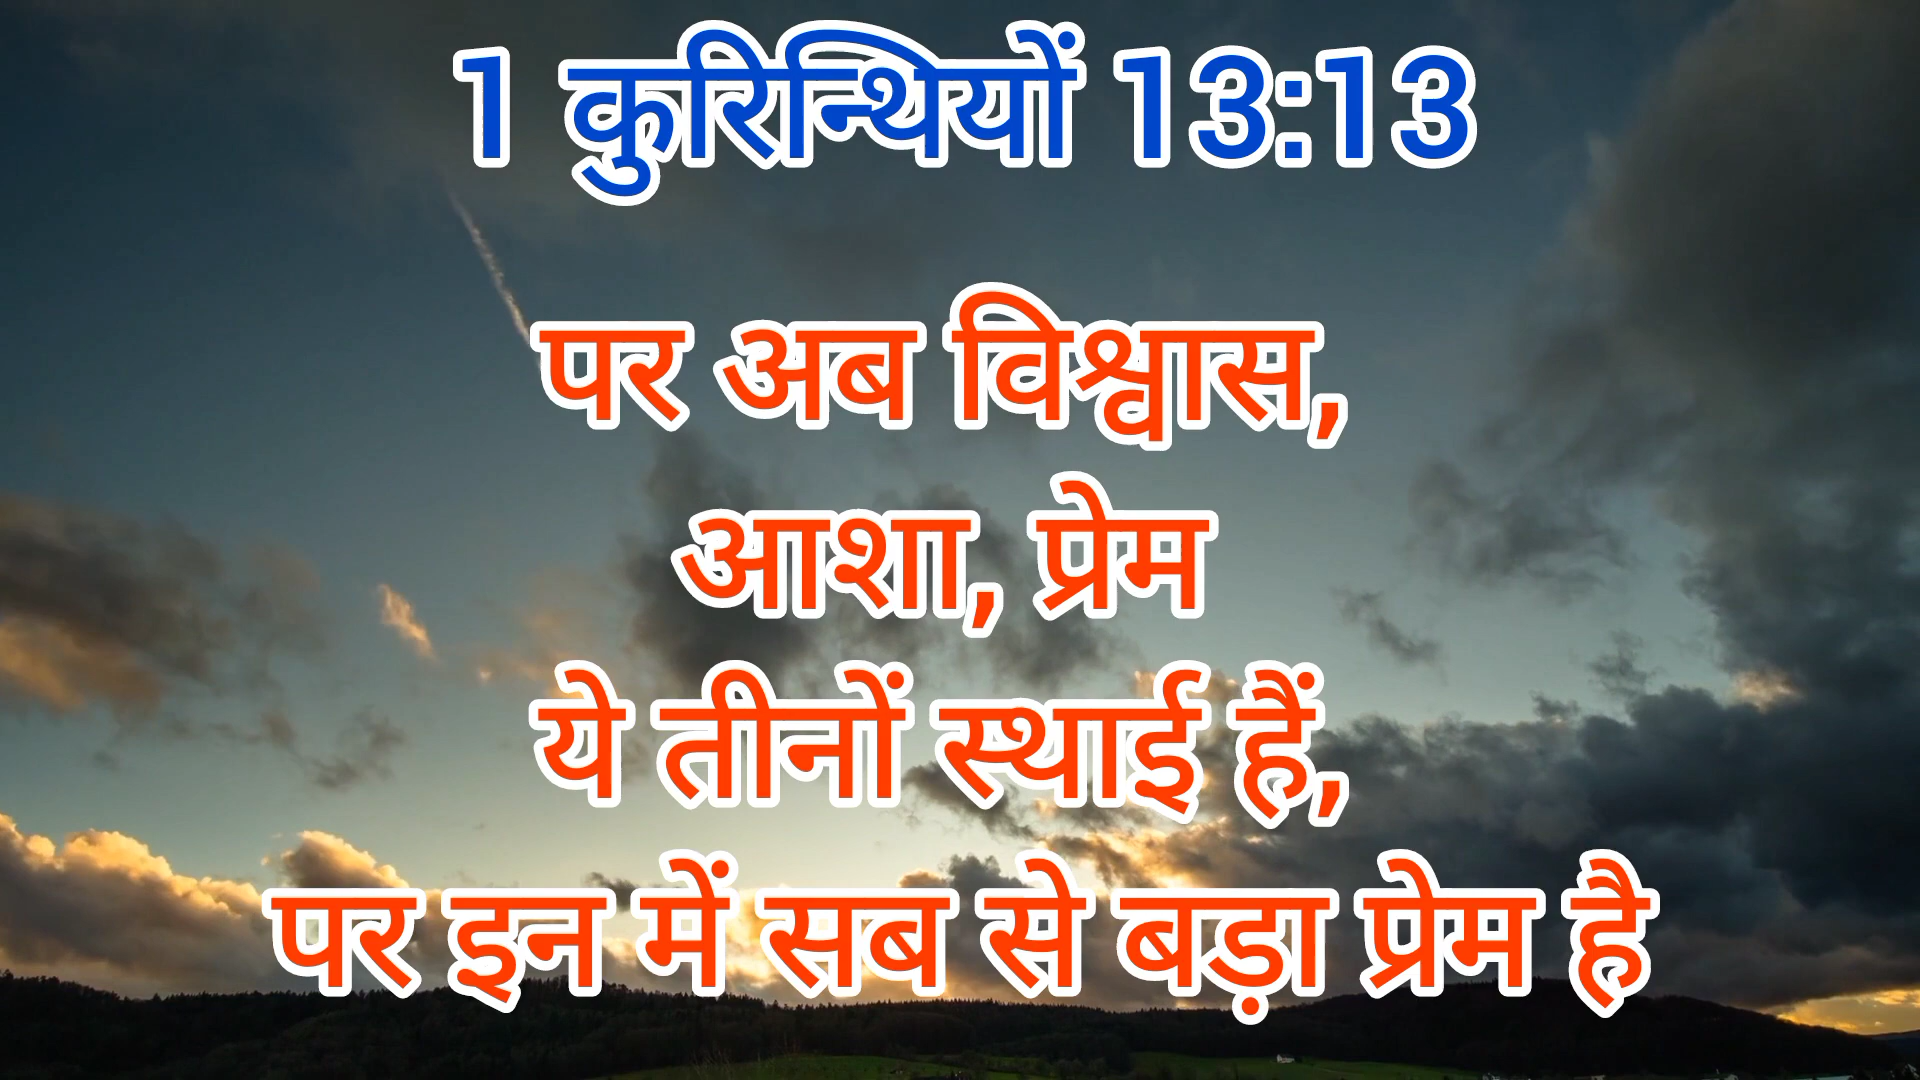 1 कुरिन्थियों 13:13
पर अब विश्वास,
आशा, प्रेम
ये तीनों स्थाई हैं,
पर इन में सब से बड़ा प्रेम है